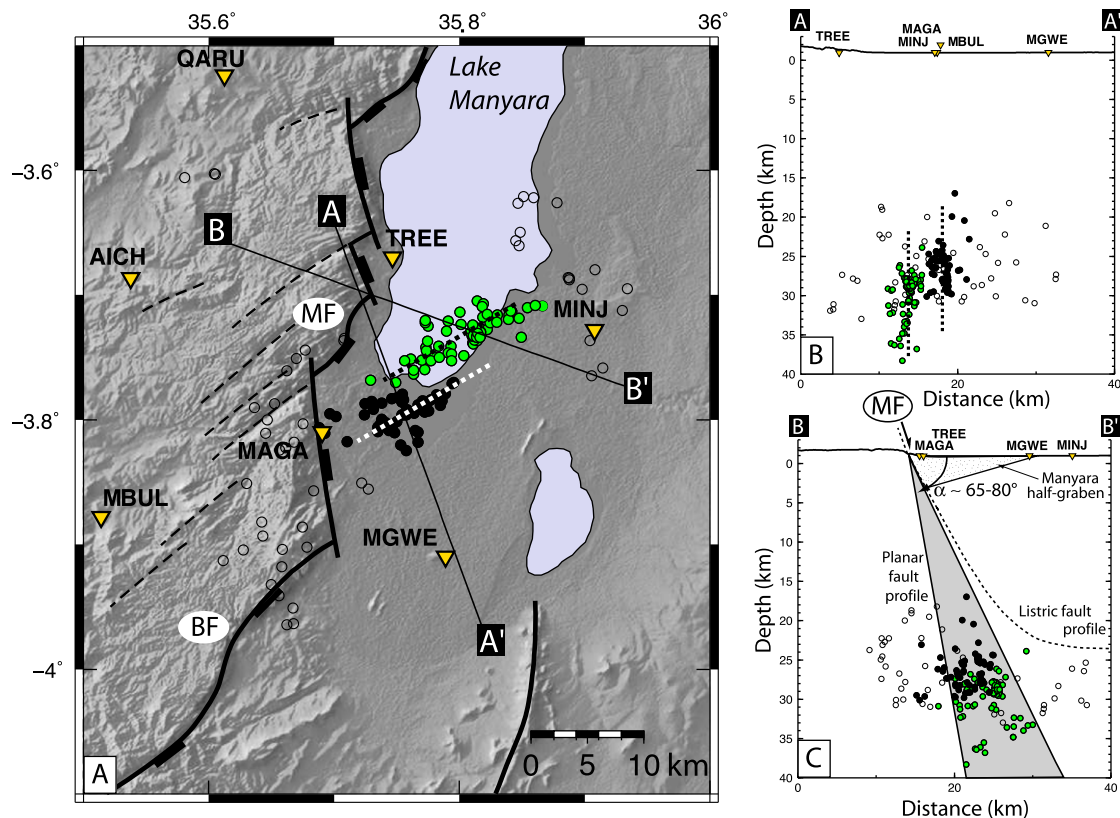 35.6˚ 35.8˚ 36˚
−3.6˚
−3.8˚
−4˚
QARU
Lake
Manyara
A
B
TREE
AICH
MF
MINJ
B'
MAGA
MBUL
MGWE
BF
A'
0 5 10 km
A
A A'
TREE
MAGA
MINJ MBUL
MGWE
0
5
10
15
20
25
30
35
40
Depth (km)
B
0 20 40
Distance (km)
MF
B B'
TREE
MAGA
MGWE MINJ
α ~ 65-80°
Manyara
half-graben
Planar
fault
profile
Listric fault
profile
0
5
10
15
20
25
30
35
40
Depth (km)
C
0 20 40
Distance (km)